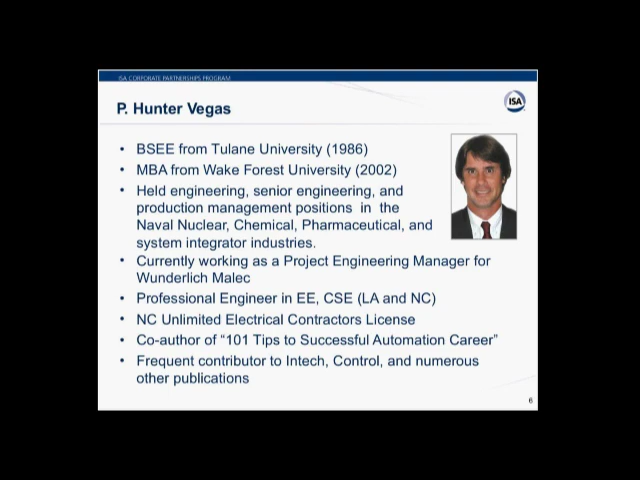 ISA CORPORATE PARTNERSHIPS PROGRAM
P. Hunter Vegas
ISA
• BSEE from Tulane University (1986)
• MBA from Wake Forest University (2002)
• Held engineering, senior engineering, and
production management positions in the
Naval Nuclear, Chemical, Pharmaceutical, and
system integrator industries.
• Currently working as a Project Engineering Manager for
Wunderlich Malec
• Professional Engineer in EE, CSE (LA and NC)
• NC Unlimited Electrical Contractors License
• Co-author of “101 Tips to Successful Automation Career”
• Frequent contributor to Intech, Control, and numerous
other publications
6